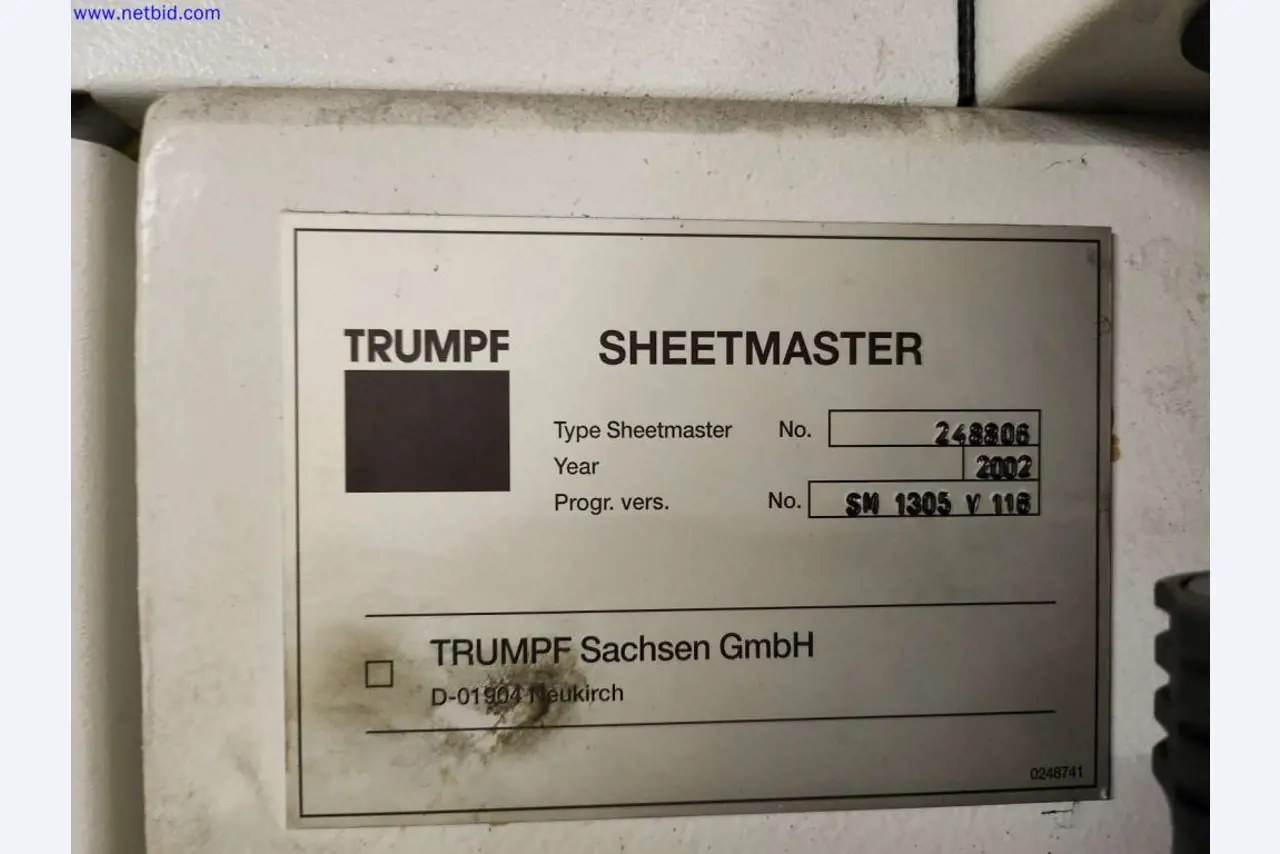 www.netbid.com
TRUMPF SHEETMASTER
Type Sheetmaster No. 248806
Year 2002
Progr. vers. No. SM 1305 V 116
TRUMPF Sachsen GmbH
D-01904 Neukirch
0248741